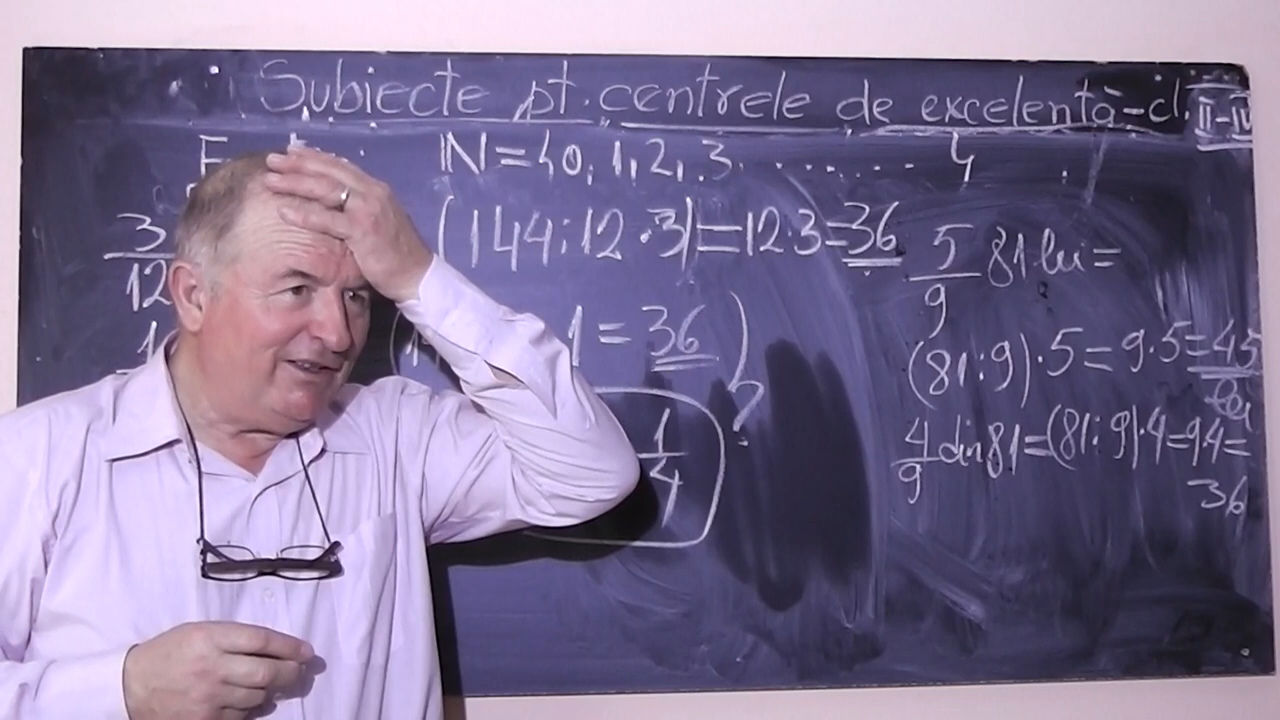 Subiecte pt. centrele de excelentă-cl. II-IV
N={0,1,2,3.......}
3/12
(144:12·3)=12·3=36
5/9 81 lei=
1 = 36
(81:9)·5=9·5=45
lei
1/4 ?
4/9 din 81=(81:9)·4=9·4=
36